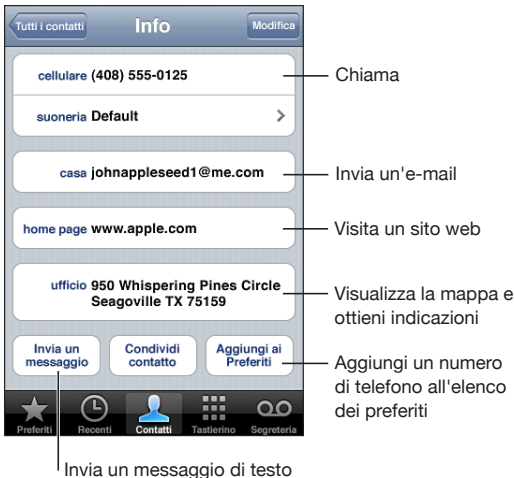 Tutti i contatti
Info
Modifica
cellulare (408) 555-0125
Chiama
suoneria Default
casa johnappleseed1@me.com
Invia un'e-mail
home page www.apple.com
Visita un sito web
ufficio 950 Whispering Pines Circle
Seagoville TX 75159
Visualizza la mappa e
ottieni indicazioni
Invia un
messaggio
Condividi
contatto
Aggiungi ai
Preferiti
Aggiungi un numero
di telefono all'elenco
dei preferiti
Preferiti
Recenti
Contatti
Tastierino
Segreteria
Invia un messaggio di testo